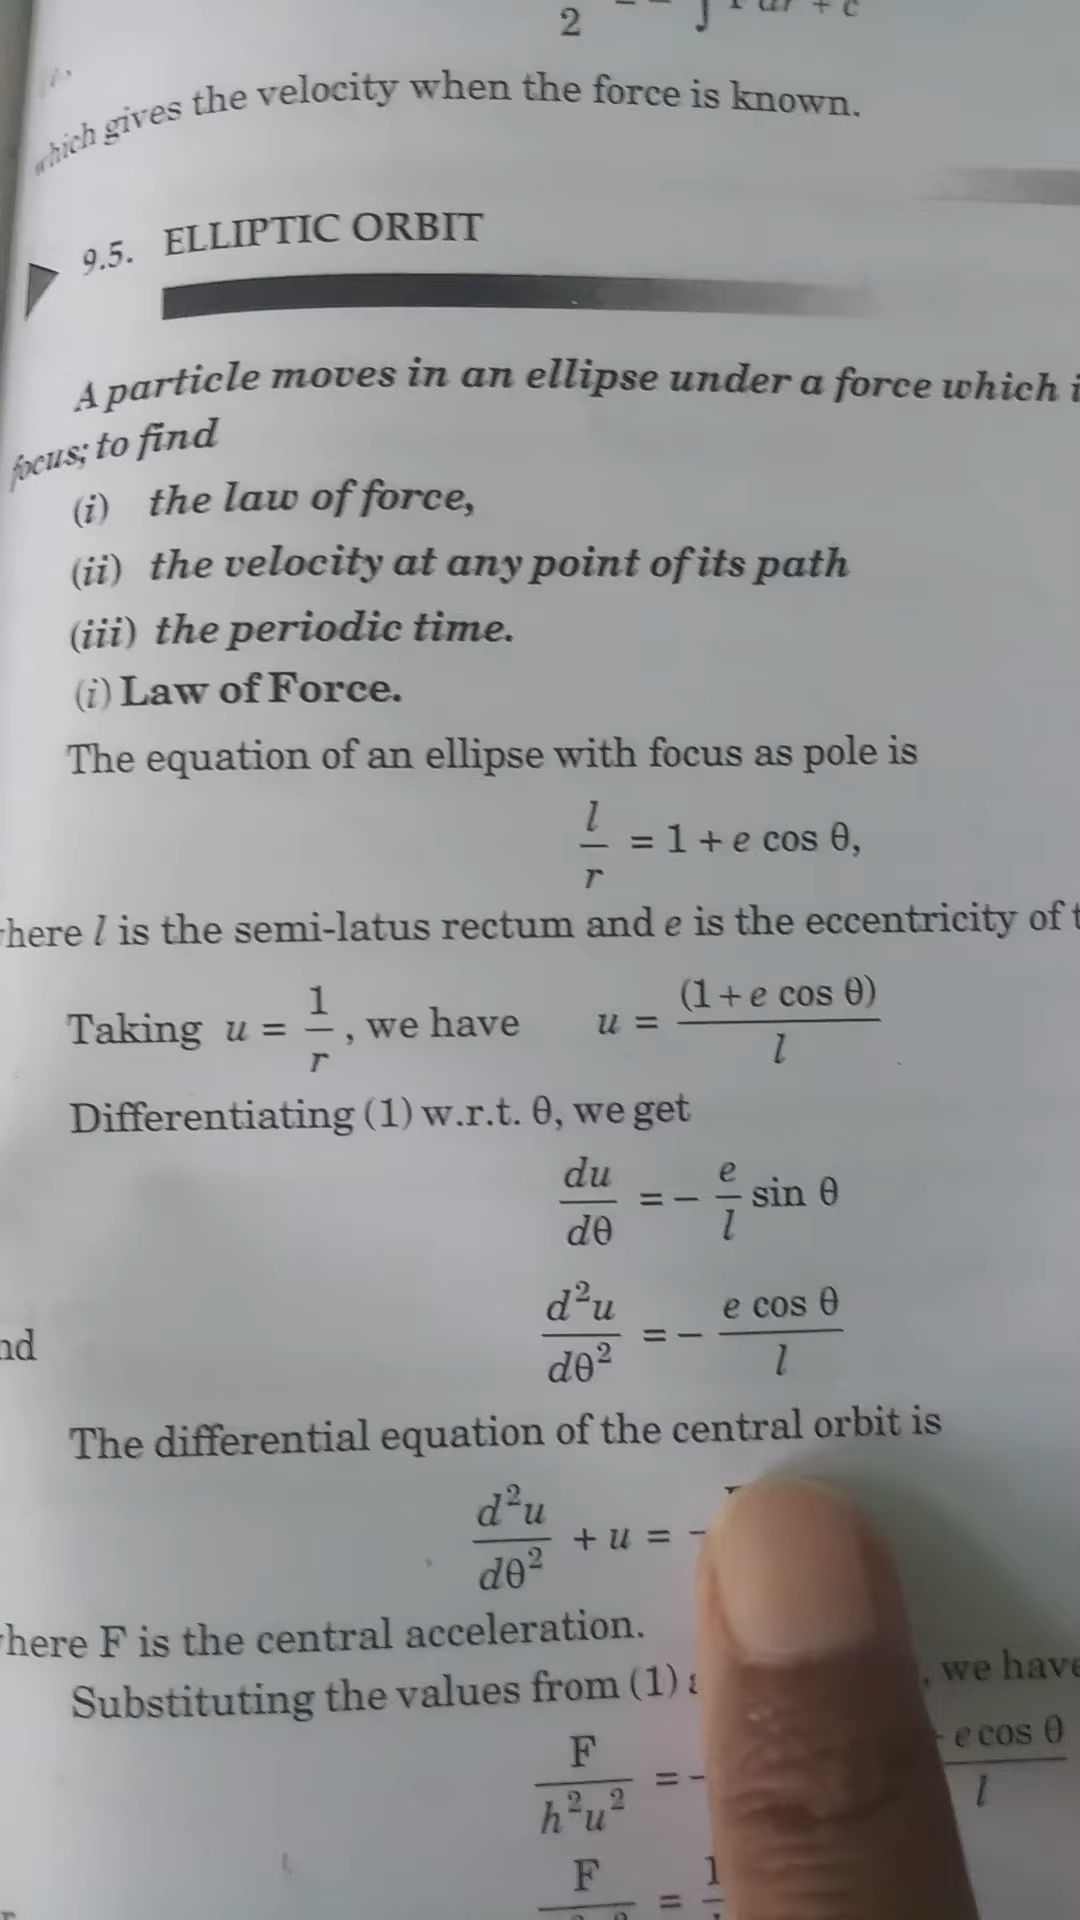 2 ∫ + c
which gives the velocity when the force is known.
9.5. ELLIPTIC ORBIT
A particle moves in an ellipse under a force which i
focus; to find
(i) the law of force,
(ii) the velocity at any point of its path
(iii) the periodic time.
(i) Law of Force.
The equation of an ellipse with focus as pole is
l/r = 1 + e cos θ,
here l is the semi-latus rectum and e is the eccentricity of t
Taking u = 1/r, we have u = (1 + e cos θ)/l
Differentiating (1) w.r.t. θ, we get
du/dθ = − e/l sin θ
nd d²u/dθ² = − e cos θ/l
The differential equation of the central orbit is
d²u/dθ² + u =
here F is the central acceleration.
Substituting the values from (1) , we have
F/h²u² = − e cos θ/l
F = 1